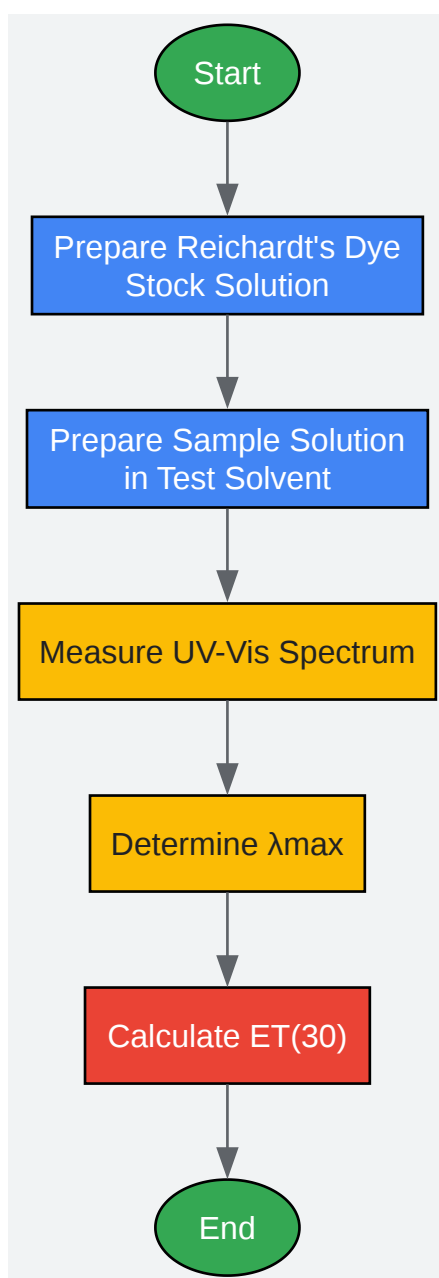 Start
Prepare Reichardt's Dye
Stock Solution
Prepare Sample Solution
in Test Solvent
Measure UV-Vis Spectrum
Determine λmax
Calculate ET(30)
End